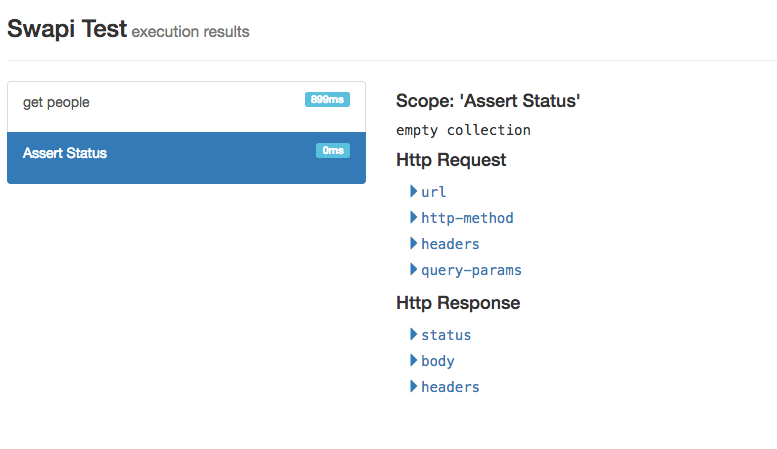 Swapi Test execution results
get people 899ms
Assert Status 0ms
Scope: 'Assert Status'
empty collection
Http Request
url
http-method
headers
query-params
Http Response
status
body
headers